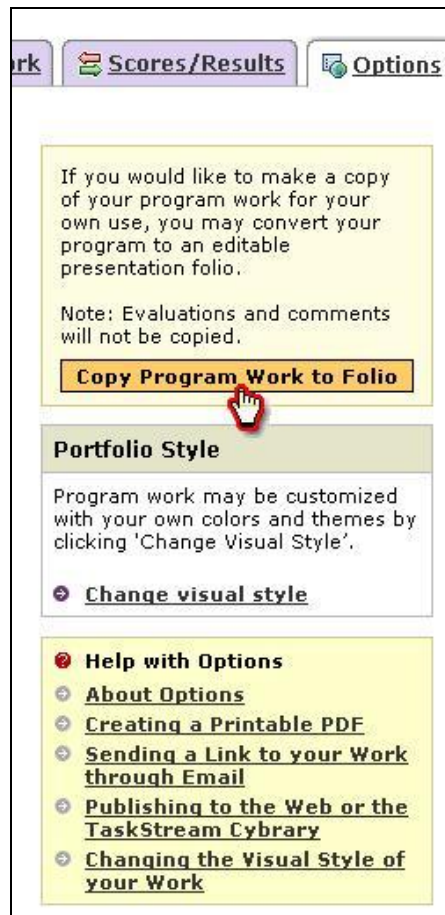 Scores/Results
Options
If you would like to make a copy
of your program work for your
own use, you may convert your
program to an editable
presentation folio.
Note: Evaluations and comments
will not be copied.
Copy Program Work to Folio
Portfolio Style
Program work may be customized
with your own colors and themes by
clicking 'Change Visual Style'.
Change visual style
Help with Options
About Options
Creating a Printable PDF
Sending a Link to your Work
through Email
Publishing to the Web or the
TaskStream Cybrary
Changing the Visual Style of
your Work